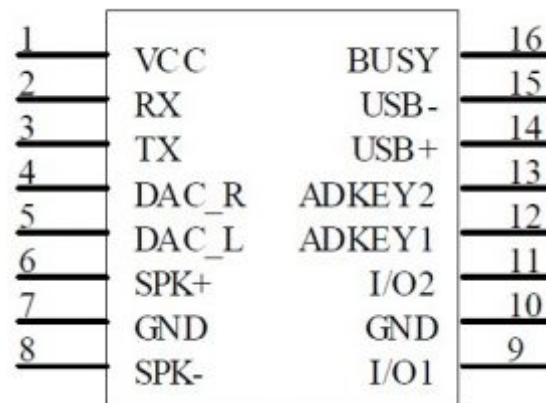 1 VCC BUSY 16
2 RX USB- 15
3 TX USB+ 14
4 DAC_R ADKEY2 13
5 DAC_L ADKEY1 12
6 SPK+ I/O2 11
7 GND GND 10
8 SPK- I/O1 9